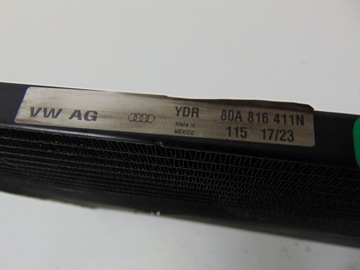 VW AG YDR 80A 816 411N
Made in
MEXICO 115 17/23